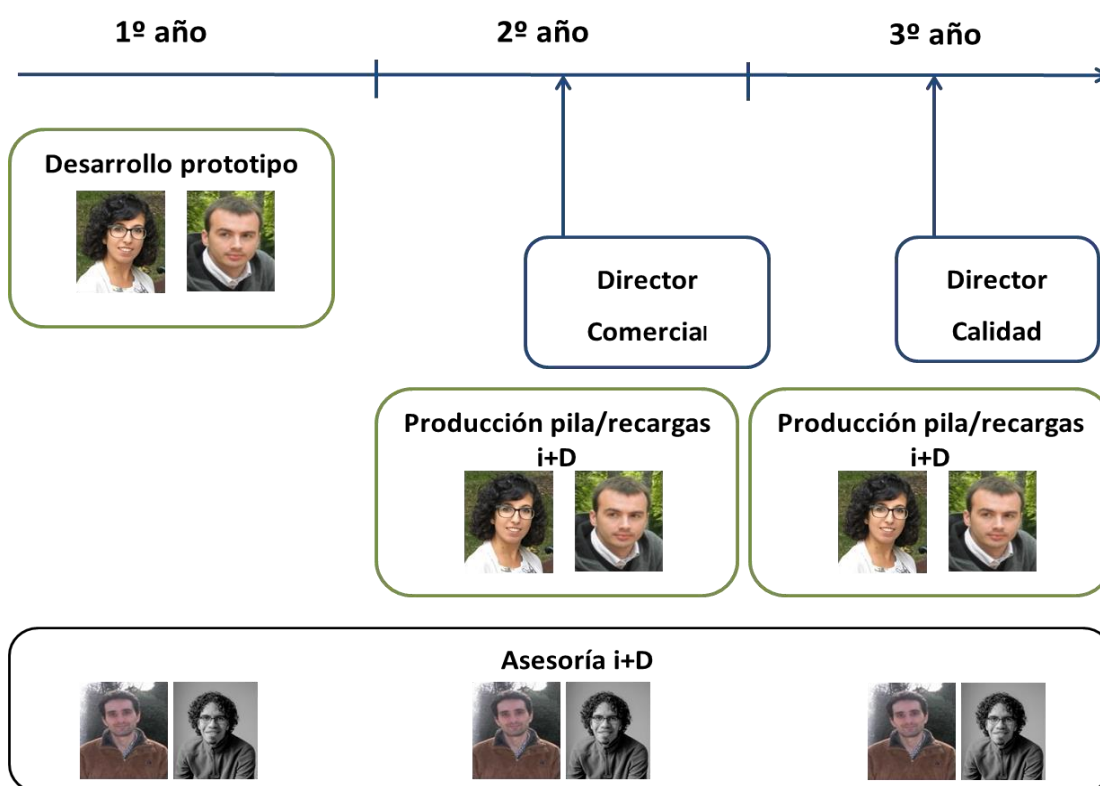 1º año
2º año
3º año
Desarrollo prototipo
Director
Comercial
Director
Calidad
Producción pila/recargas
i+D
Producción pila/recargas
i+D
Asesoría i+D